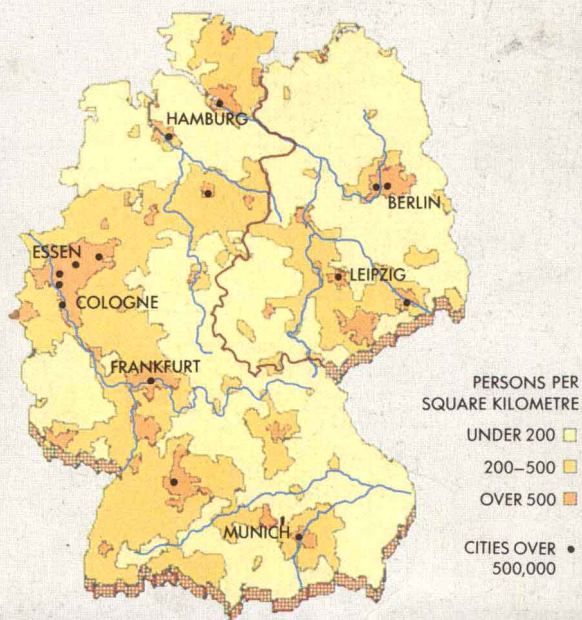 HAMBURG
BERLIN
ESSEN
LEIPZIG
COLOGNE
FRANKFURT
PERSONS PER
SQUARE KILOMETRE
UNDER 200
200–500
OVER 500
MUNICH
CITIES OVER
500,000